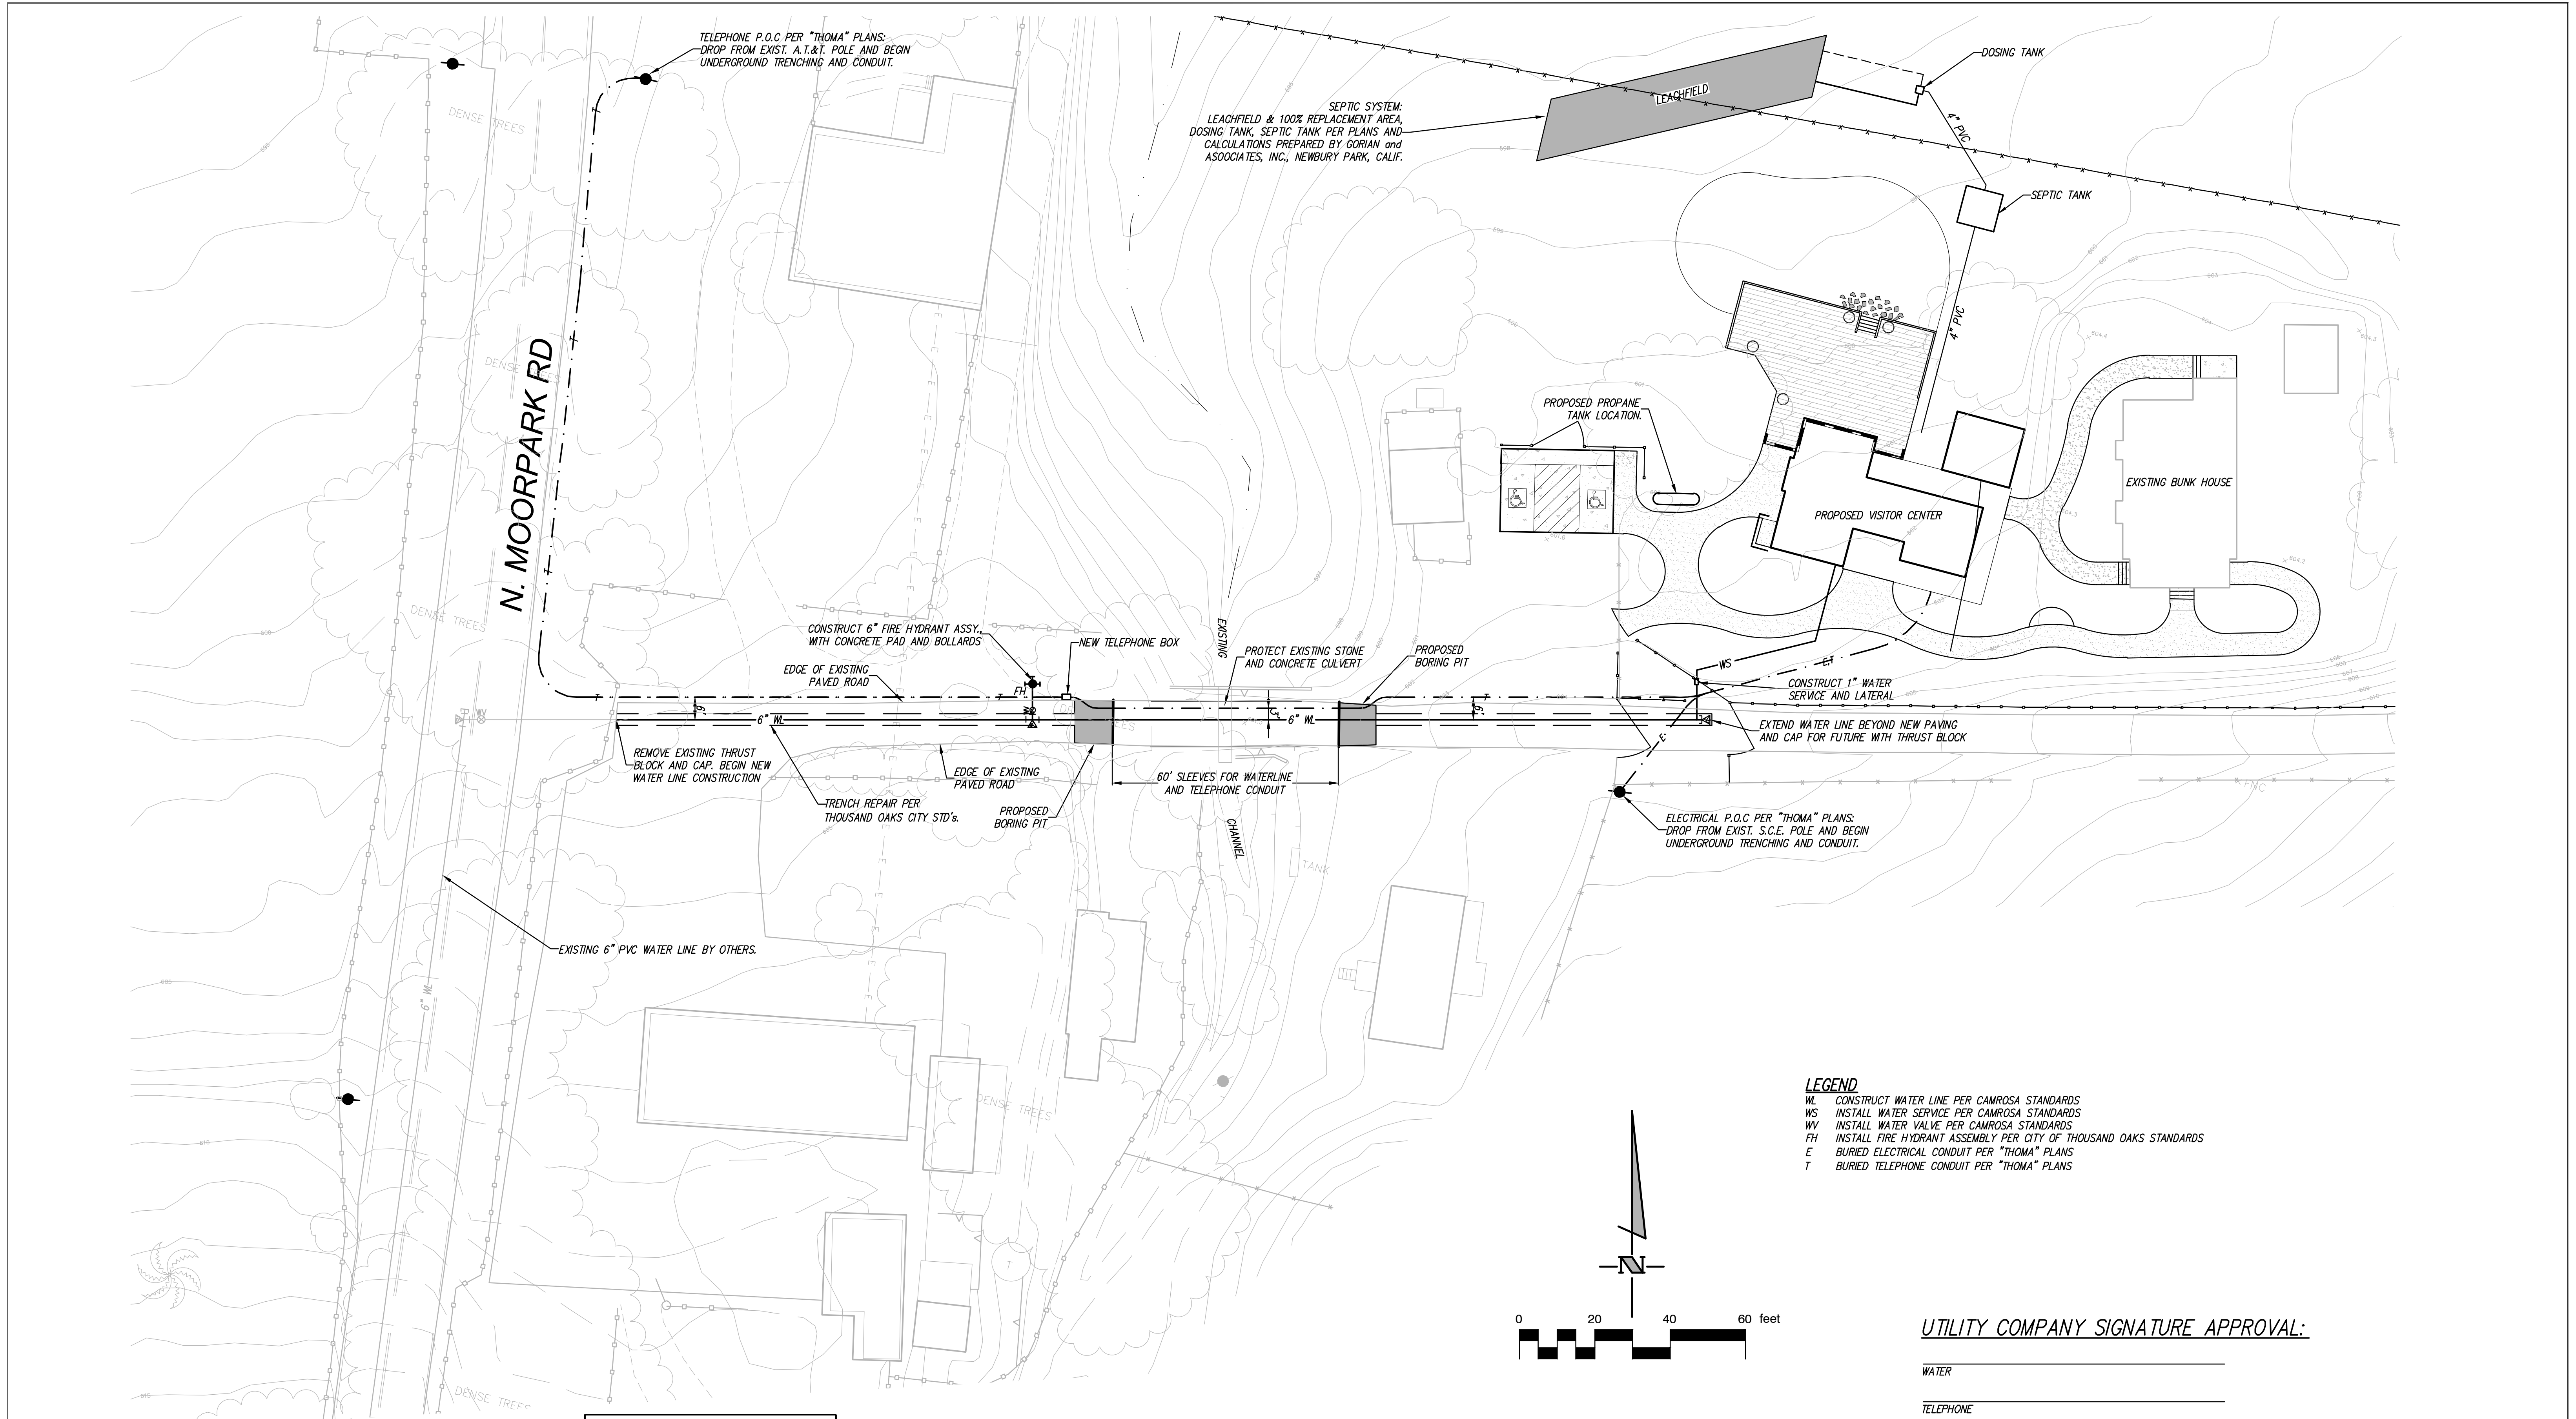 TELEPHONE P.O.C PER "THOMA" PLANS:
DROP FROM EXIST. A.T.&T. POLE AND BEGIN
UNDERGROUND TRENCHING AND CONDUIT.
DENSE TREES
SEPTIC SYSTEM:
LEACHFIELD & 100% REPLACEMENT AREA,
DOSING TANK, SEPTIC TANK PER PLANS AND
CALCULATIONS PREPARED BY GORIAN and
ASOOCIATES, INC., NEWBURY PARK, CALIF.
LEACHFIELD
DOSING TANK
4" PVC
SEPTIC TANK
4" PVC
N. MOORPARK RD
DENSE TREES
DENSE TREES
PROPOSED PROPANE
TANK LOCATION.
PROPOSED VISITOR CENTER
EXISTING BUNK HOUSE
CONSTRUCT 6" FIRE HYDRANT ASSY.,
WITH CONCRETE PAD AND BOLLARDS
EDGE OF EXISTING
PAVED ROAD
NEW TELEPHONE BOX
FH
WV
EXISTING
CHANNEL
PROTECT EXISTING STONE
AND CONCRETE CULVERT
PROPOSED
BORING PIT
WS
E,T
CONSTRUCT 1" WATER
SERVICE AND LATERAL
EXTEND WATER LINE BEYOND NEW PAVING
AND CAP FOR FUTURE WITH THRUST BLOCK
6" WL
6'
6" WL
6'
REMOVE EXISTING THRUST
BLOCK AND CAP. BEGIN NEW
WATER LINE CONSTRUCTION
TRENCH REPAIR PER
THOUSAND OAKS CITY STD's.
EDGE OF EXISTING
PAVED ROAD
PROPOSED
BORING PIT
60' SLEEVES FOR WATERLINE
AND TELEPHONE CONDUIT
ELECTRICAL P.O.C PER "THOMA" PLANS:
DROP FROM EXIST. S.C.E. POLE AND BEGIN
UNDERGROUND TRENCHING AND CONDUIT.
TANK
FNC
EXISTING 6" PVC WATER LINE BY OTHERS.
6" WL
DENSE TREES
DENSE TREES
LEGEND
WL CONSTRUCT WATER LINE PER CAMROSA STANDARDS
WS INSTALL WATER SERVICE PER CAMROSA STANDARDS
WV INSTALL WATER VALVE PER CAMROSA STANDARDS
FH INSTALL FIRE HYDRANT ASSEMBLY PER CITY OF THOUSAND OAKS STANDARDS
E BURIED ELECTRICAL CONDUIT PER "THOMA" PLANS
T BURIED TELEPHONE CONDUIT PER "THOMA" PLANS
N
0 20 40 60 feet
UTILITY COMPANY SIGNATURE APPROVAL:
WATER
TELEPHONE